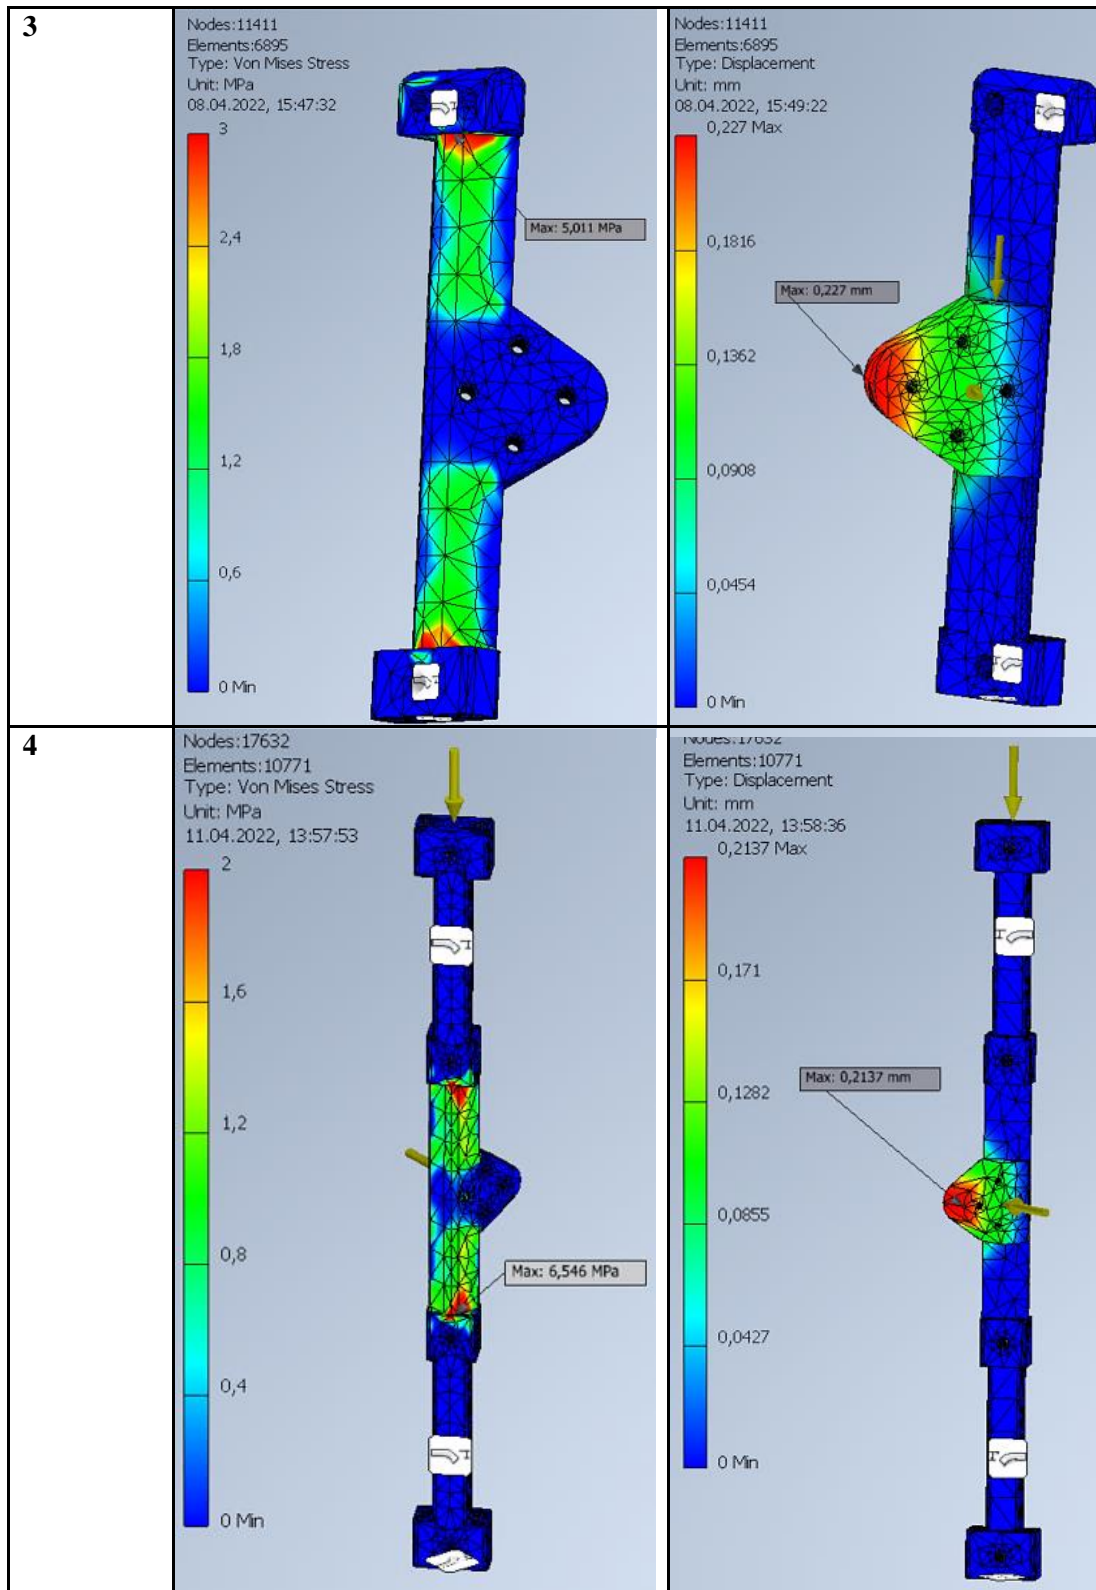 3
Nodes:11411
Elements:6895
Type: Von Mises Stress
Unit: MPa
08.04.2022, 15:47:32
3
2,4
1,8
1,2
0,6
0 Min
Max: 5,011 MPa
Nodes:11411
Elements:6895
Type: Displacement
Unit: mm
08.04.2022, 15:49:22
0,227 Max
0,1816
0,1362
0,0908
0,0454
0 Min
Max: 0,227 mm
4
Nodes:17632
Elements:10771
Type: Von Mises Stress
Unit: MPa
11.04.2022, 13:57:53
2
1,6
1,2
0,8
0,4
0 Min
Max: 6,546 MPa
Nodes:17632
Elements:10771
Type: Displacement
Unit: mm
11.04.2022, 13:58:36
0,2137 Max
0,171
0,1282
0,0855
0,0427
0 Min
Max: 0,2137 mm